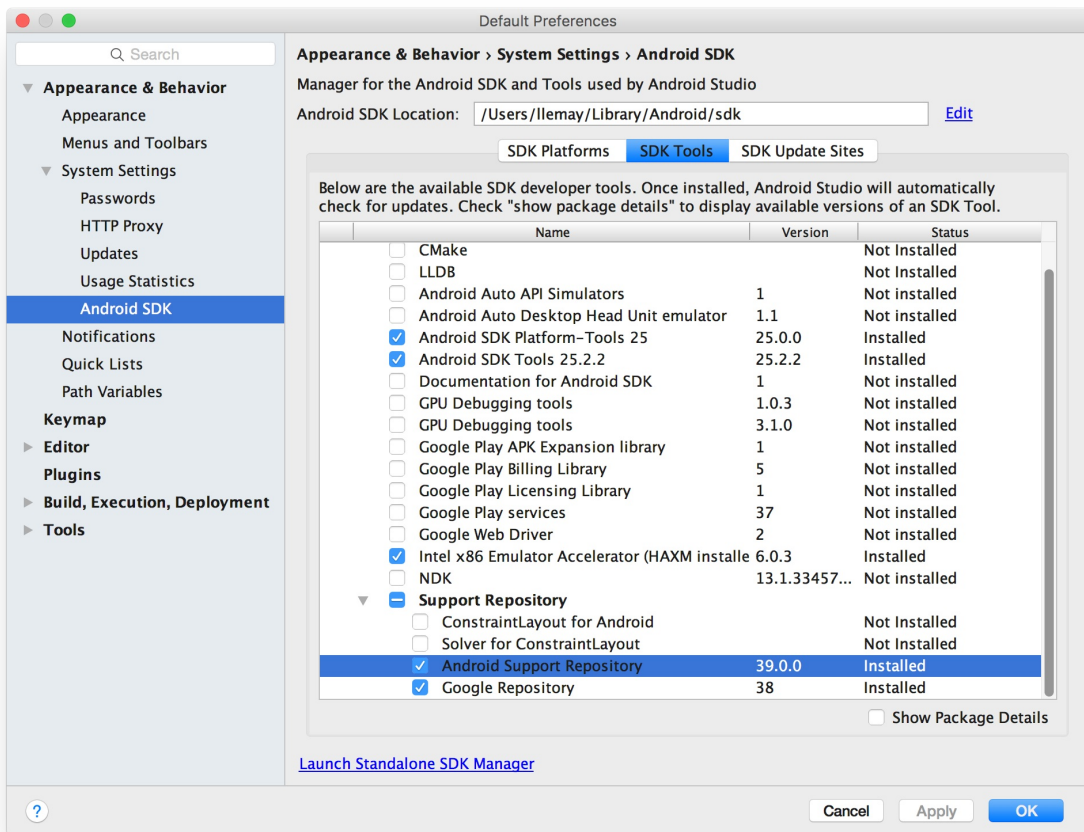 Default Preferences
Search
Appearance & Behavior
Appearance
Menus and Toolbars
System Settings
Passwords
HTTP Proxy
Updates
Usage Statistics
Android SDK
Notifications
Quick Lists
Path Variables
Keymap
Editor
Plugins
Build, Execution, Deployment
Tools
Appearance & Behavior › System Settings › Android SDK
Manager for the Android SDK and Tools used by Android Studio
Android SDK Location: /Users/llemay/Library/Android/sdk Edit
SDK Platforms SDK Tools SDK Update Sites
Below are the available SDK developer tools. Once installed, Android Studio will automatically
check for updates. Check "show package details" to display available versions of an SDK Tool.
Name Version Status
CMake Not Installed
LLDB Not Installed
Android Auto API Simulators 1 Not installed
Android Auto Desktop Head Unit emulator 1.1 Not installed
Android SDK Platform-Tools 25 25.0.0 Installed
Android SDK Tools 25.2.2 25.2.2 Installed
Documentation for Android SDK 1 Not installed
GPU Debugging tools 1.0.3 Not installed
GPU Debugging tools 3.1.0 Not installed
Google Play APK Expansion library 1 Not installed
Google Play Billing Library 5 Not installed
Google Play Licensing Library 1 Not installed
Google Play services 37 Not installed
Google Web Driver 2 Not installed
Intel x86 Emulator Accelerator (HAXM installe 6.0.3 Installed
NDK 13.1.33457... Not installed
Support Repository
ConstraintLayout for Android Not Installed
Solver for ConstraintLayout Not Installed
Android Support Repository 39.0.0 Installed
Google Repository 38 Installed
Show Package Details
Launch Standalone SDK Manager
? Cancel Apply OK